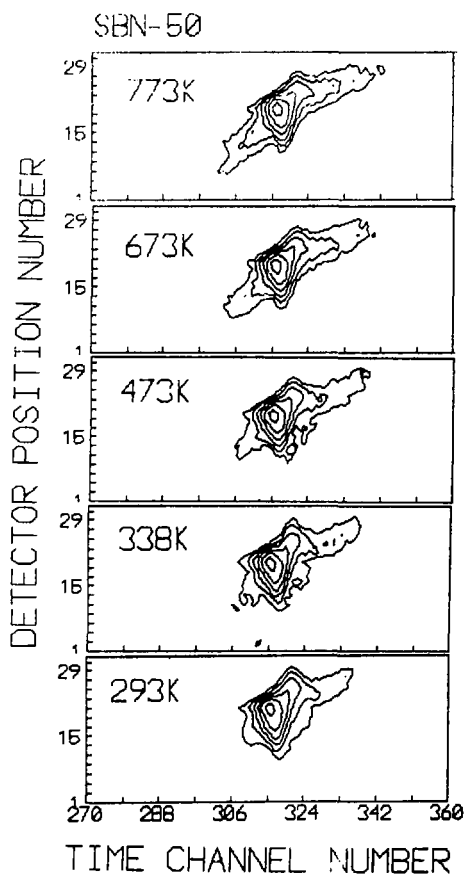 SBN-50
29
773K
15
1
29
673K
15
1
29
473K
15
1
29
338K
15
1
29
293K
15
1
270 288 306 324 342 360
TIME CHANNEL NUMBER
DETECTOR POSITION NUMBER